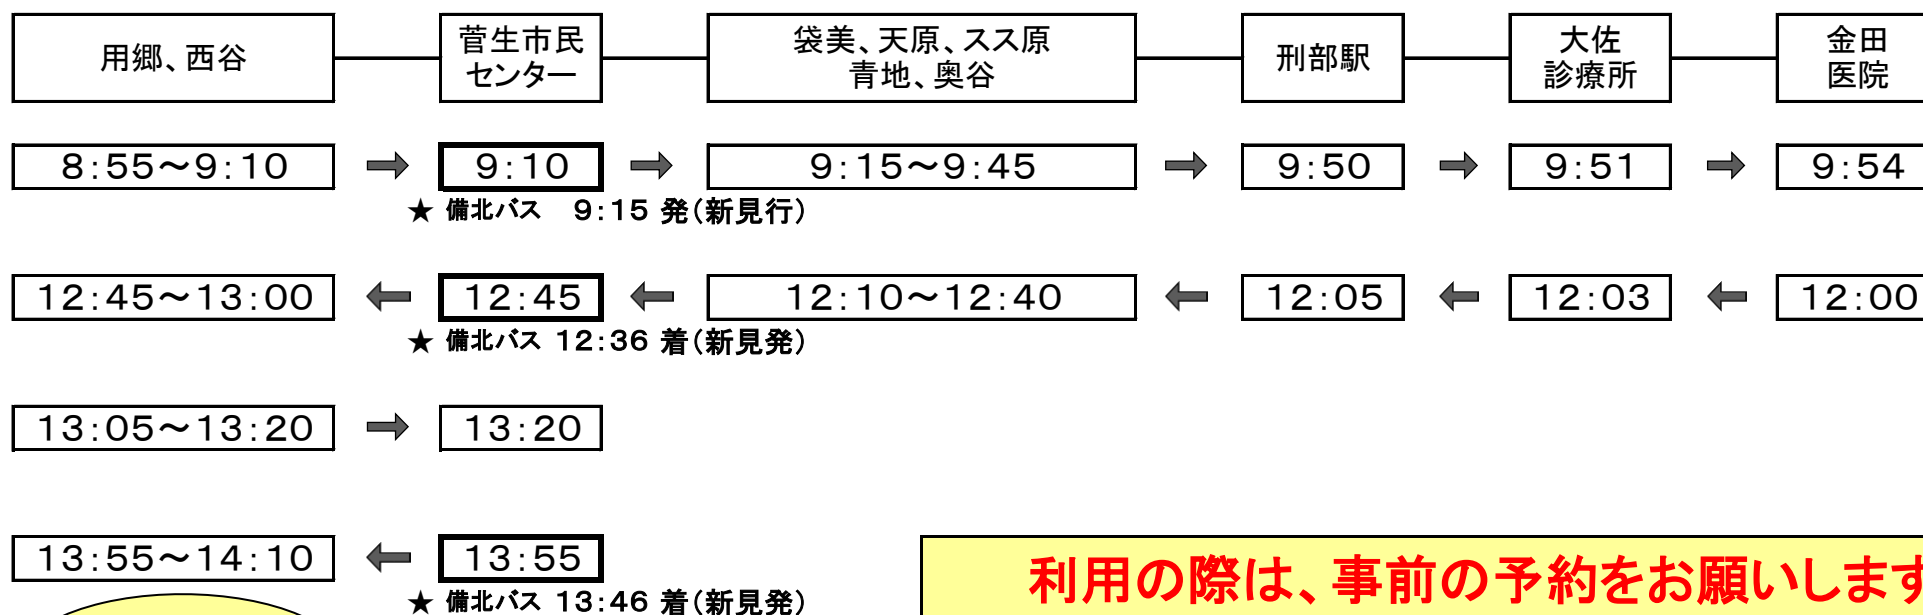 用郷、西谷
菅生市民
センター
袋美、天原、スス原
青地、奥谷
刑部駅
大佐
診療所
金田
医院
8:55～9:10
9:10
9:15～9:45
9:50
9:51
9:54
★ 備北バス 9:15 発(新見行)
12:45～13:00
12:45
12:10～12:40
12:05
12:03
12:00
★ 備北バス 12:36 着(新見発)
13:05～13:20
13:20
13:55～14:10
13:55
★ 備北バス 13:46 着(新見発)
利用の際は、事前の予約をお願いします